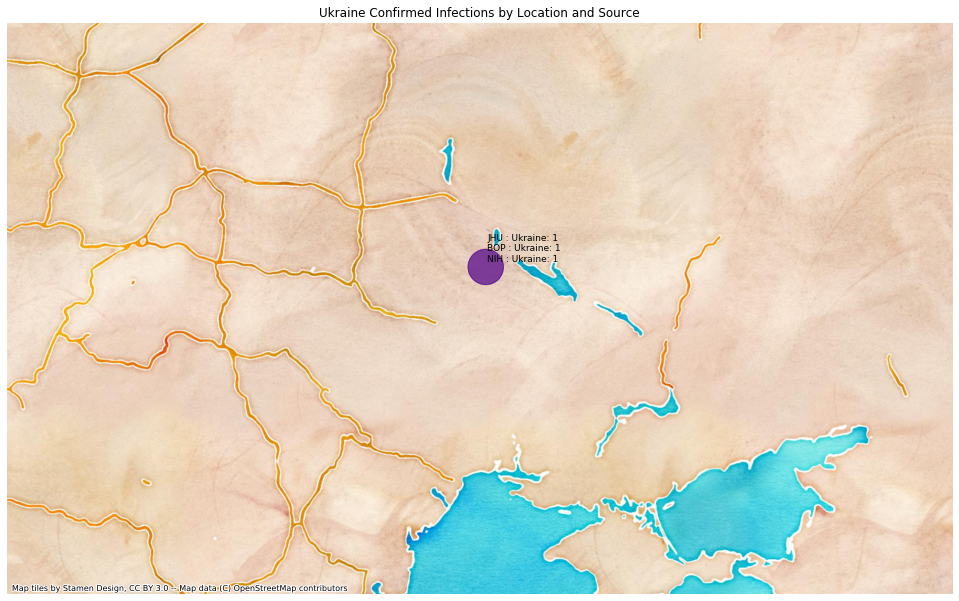 Ukraine Confirmed Infections by Location and Source
JHU : Ukraine: 1
BOP : Ukraine: 1
NIH : Ukraine: 1
Map tiles by Stamen Design, CC BY 3.0 -- Map data (C) OpenStreetMap contributors